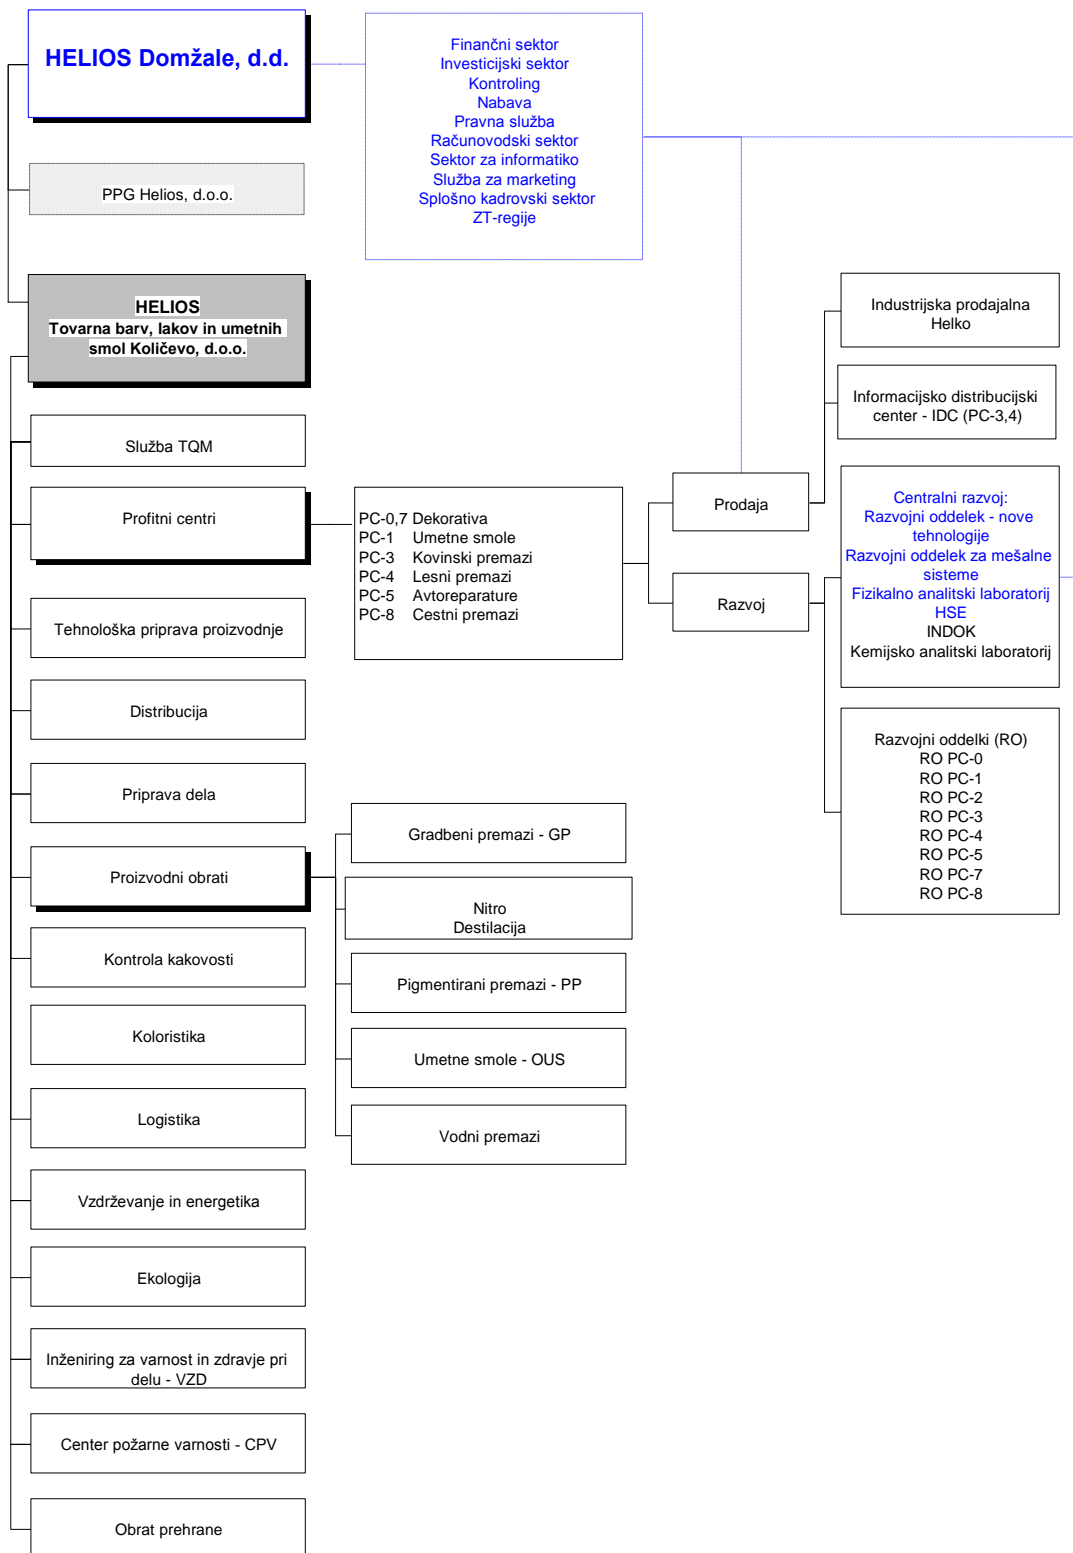 HELIOS Domžale, d.d.
Finančni sektor
Investicijski sektor
Kontroling
Nabava
Pravna služba
Računovodski sektor
Sektor za informatiko
Služba za marketing
Splošno kadrovski sektor
ZT-regije
PPG Helios, d.o.o.
HELIOS
Tovarna barv, lakov in umetnih
smol Količevo, d.o.o.
Služba TQM
Profitni centri
Tehnološka priprava proizvodnje
Distribucija
Priprava dela
Proizvodni obrati
Kontrola kakovosti
Koloristika
Logistika
Vzdrževanje in energetika
Ekologija
Inženiring za varnost in zdravje pri
delu - VZD
Center požarne varnosti - CPV
Obrat prehrane
PC-0,7 Dekorativa
PC-1 Umetne smole
PC-3 Kovinski premazi
PC-4 Lesni premazi
PC-5 Avtoreparature
PC-8 Cestni premazi
Gradbeni premazi - GP
Nitro
Destilacija
Pigmentirani premazi - PP
Umetne smole - OUS
Vodni premazi
Prodaja
Razvoj
Industrijska prodajalna
Helko
Informacijsko distribucijski
center - IDC (PC-3,4)
Centralni razvoj:
Razvojni oddelek - nove
tehnologije
Razvojni oddelek za mešalne
sisteme
Fizikalno analitski laboratorij
HSE
INDOK
Kemijsko analitski laboratorij
Razvojni oddelki (RO)
RO PC-0
RO PC-1
RO PC-2
RO PC-3
RO PC-4
RO PC-5
RO PC-7
RO PC-8